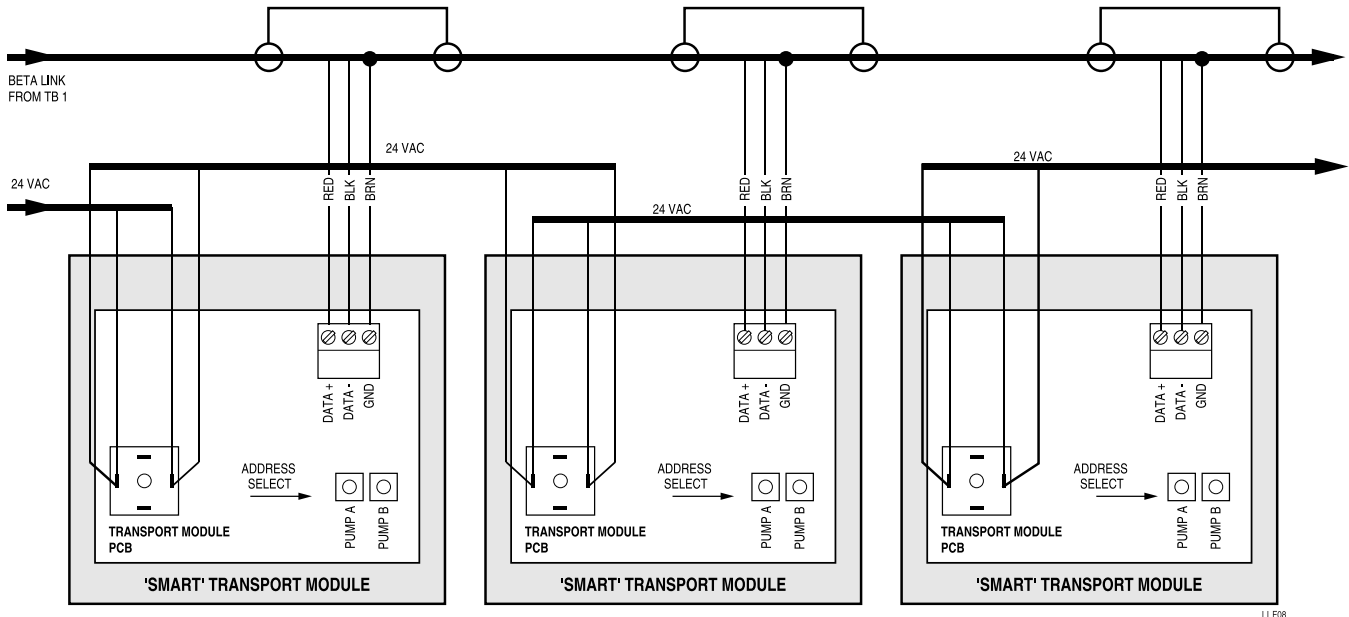 BETA LINK
FROM TB 1
24 VAC
24 VAC
24 VAC
24 VAC
RED
BLK
BRN
RED
BLK
BRN
RED
BLK
BRN
DATA +
DATA -
GND
ADDRESS
SELECT
PUMP A
PUMP B
TRANSPORT MODULE
PCB
'SMART' TRANSPORT MODULE
DATA +
DATA -
GND
ADDRESS
SELECT
PUMP A
PUMP B
TRANSPORT MODULE
PCB
'SMART' TRANSPORT MODULE
DATA +
DATA -
GND
ADDRESS
SELECT
PUMP A
PUMP B
TRANSPORT MODULE
PCB
'SMART' TRANSPORT MODULE